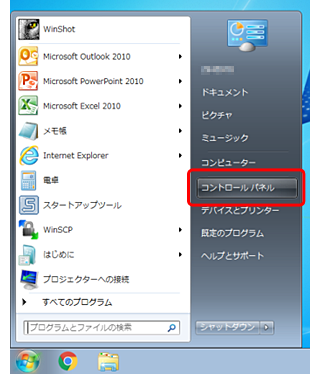 WinShot
Microsoft Outlook 2010
Microsoft PowerPoint 2010
Microsoft Excel 2010
メモ帳
Internet Explorer
電卓
スタートアップツール
WinSCP
はじめに
プロジェクターへの接続
すべてのプログラム
プログラムとファイルの検索
ドキュメント
ピクチャ
ミュージック
コンピューター
コントロール パネル
デバイスとプリンター
既定のプログラム
ヘルプとサポート
シャットダウン